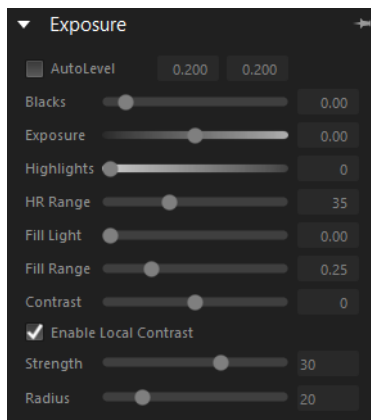 Exposure
AutoLevel 0.200 0.200
Blacks 0.00
Exposure 0.00
Highlights 0
HR Range 35
Fill Light 0.00
Fill Range 0.25
Contrast 0
Enable Local Contrast
Strength 30
Radius 20